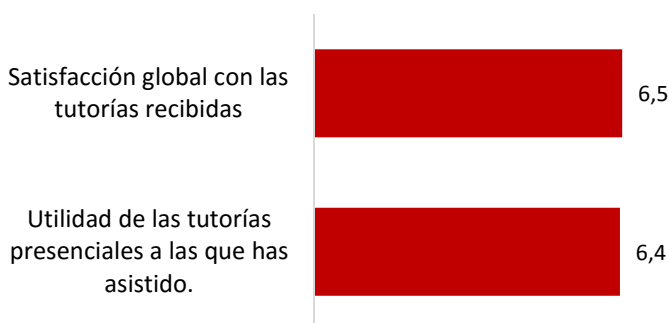 Satisfacción global con las
tutorías recibidas
6,5
Utilidad de las tutorías
presenciales a las que has
asistido.
6,4